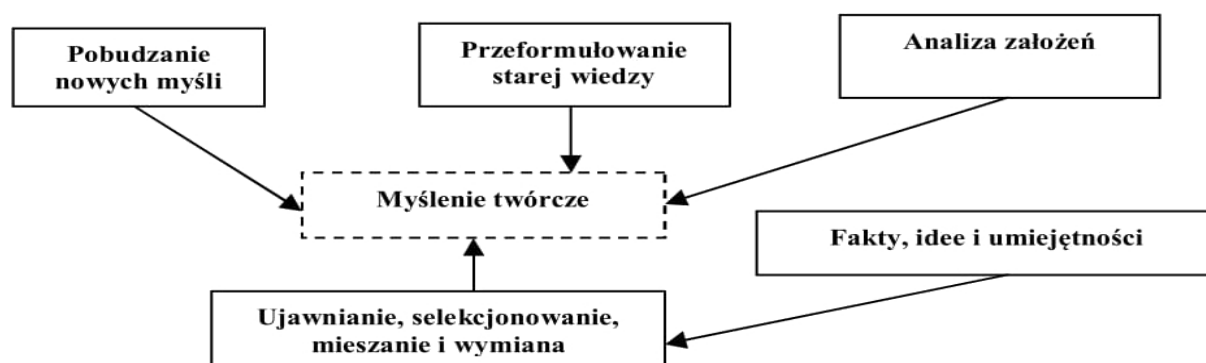 Pobudzanie
nowych myśli
Przeformułowanie
starej wiedzy
Analiza założeń
Myślenie twórcze
Fakty, idee i umiejętności
Ujawnianie, selekcjonowanie,
mieszanie i wymiana